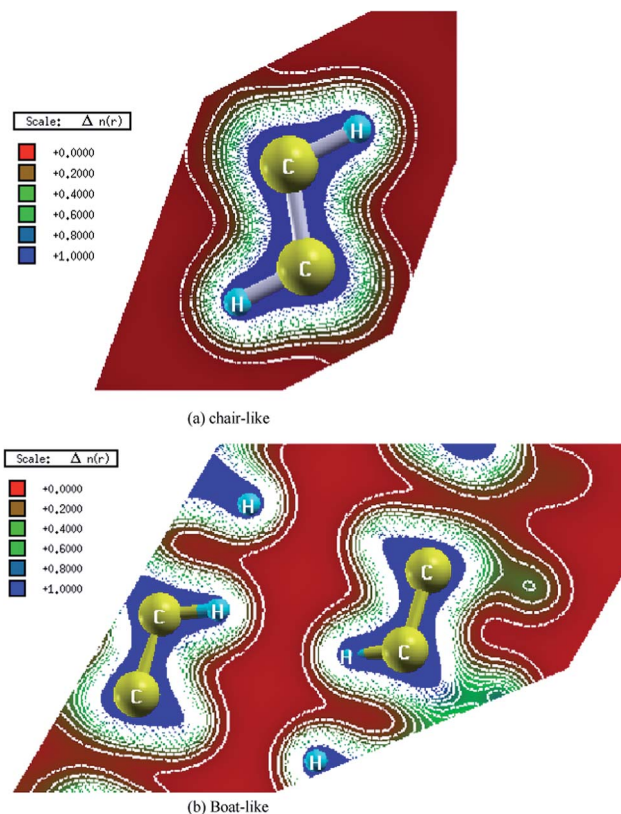 Scale: Δ n(r)
+0.0000
+0.2000
+0.4000
+0.6000
+0.8000
+1.0000
C
H
C
H
(a) chair-like
Scale: Δ n(r)
+0.0000
+0.2000
+0.4000
+0.6000
+0.8000
+1.0000
H
C
C
H
H
C
C
H
(b) Boat-like